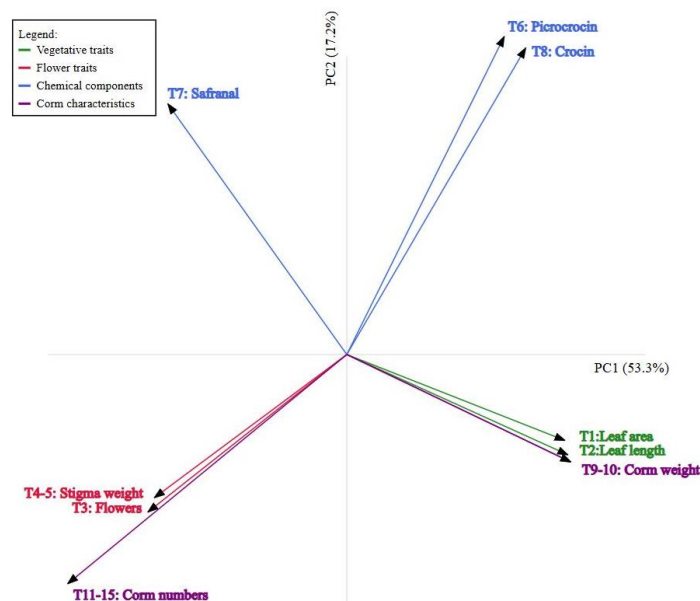 Legend:
Vegetative traits
Flower traits
Chemical components
Corm characteristics
PC2 (17.2%)
T6: Picrocrocin
T8: Crocin
T7: Safranal
PC1 (53.3%)
T1:Leaf area
T2:Leaf length
T9-10: Corm weight
T4-5: Stigma weight
T3: Flowers
T11-15: Corm numbers